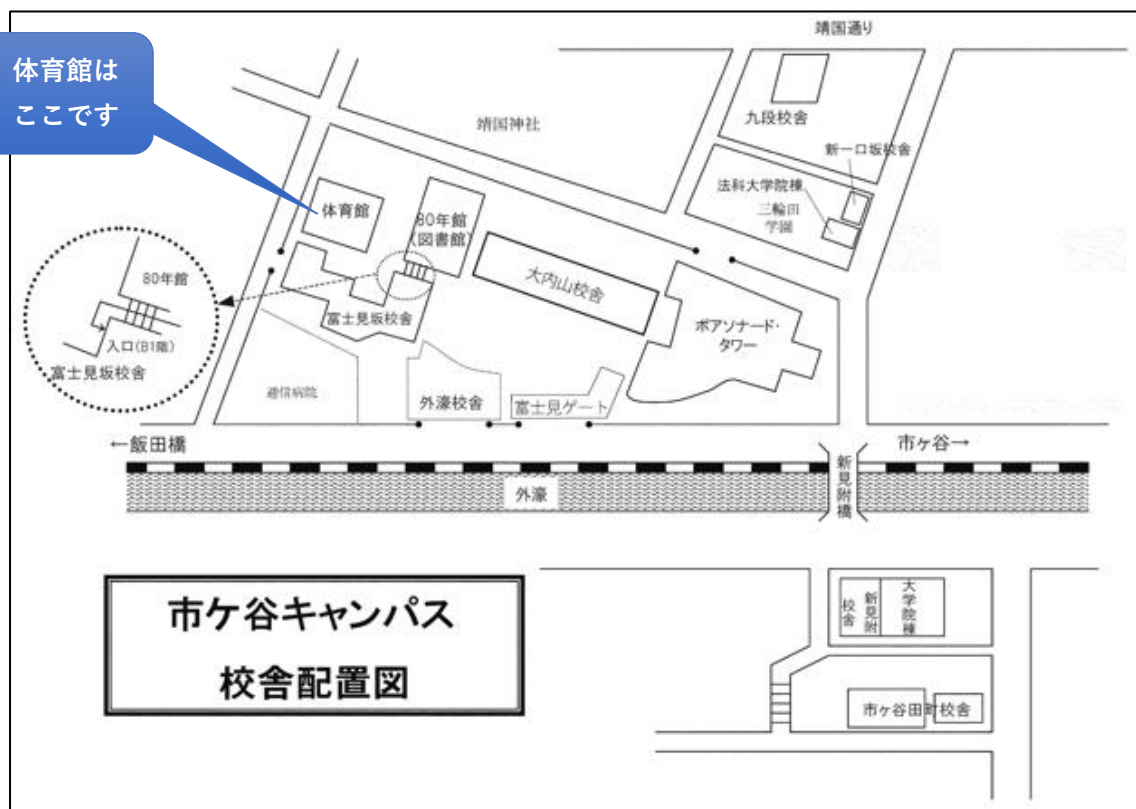 体育館は
ここです
靖国通り
靖国神社
九段校舎
新一口坂校舎
法科大学院棟
三輪田
学園
体育館
80年館
(図書館)
大内山校舎
ボアソナード・
タワー
80年館
入口(B1階)
富士見坂校舎
富士見坂校舎
逓信病院
外濠校舎
富士見ゲート
←飯田橋
市ヶ谷→
外濠
新見附橋
市ケ谷キャンパス
校舎配置図
大学院棟
新見附
校舎
市ヶ谷田町校舎